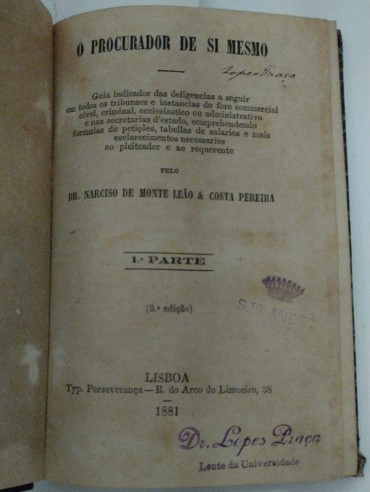 O PROCURADOR DE SI MESMO
Lopes Praça
Guia indicador das deligencias a seguir
em todos os tribunaes e instancias do foro commercial
civel, criminal, ecclesiastico ou administrativo
e nas secretarias d'estado, comprehendendo
formulas de petições, tabellas de salarios e mais
esclarecimentos necessarios
ao pleiteador e ao requerente
PELO
DR. NARCISO DE MONTE LEÃO & COSTA PEREIRA
1.ª PARTE
(3.ª edição)
LISBOA
Typ. Perseverança — R. do Arco do Limoeiro, 38
1881
Dr. Lopes Praça
Lente da Universidade